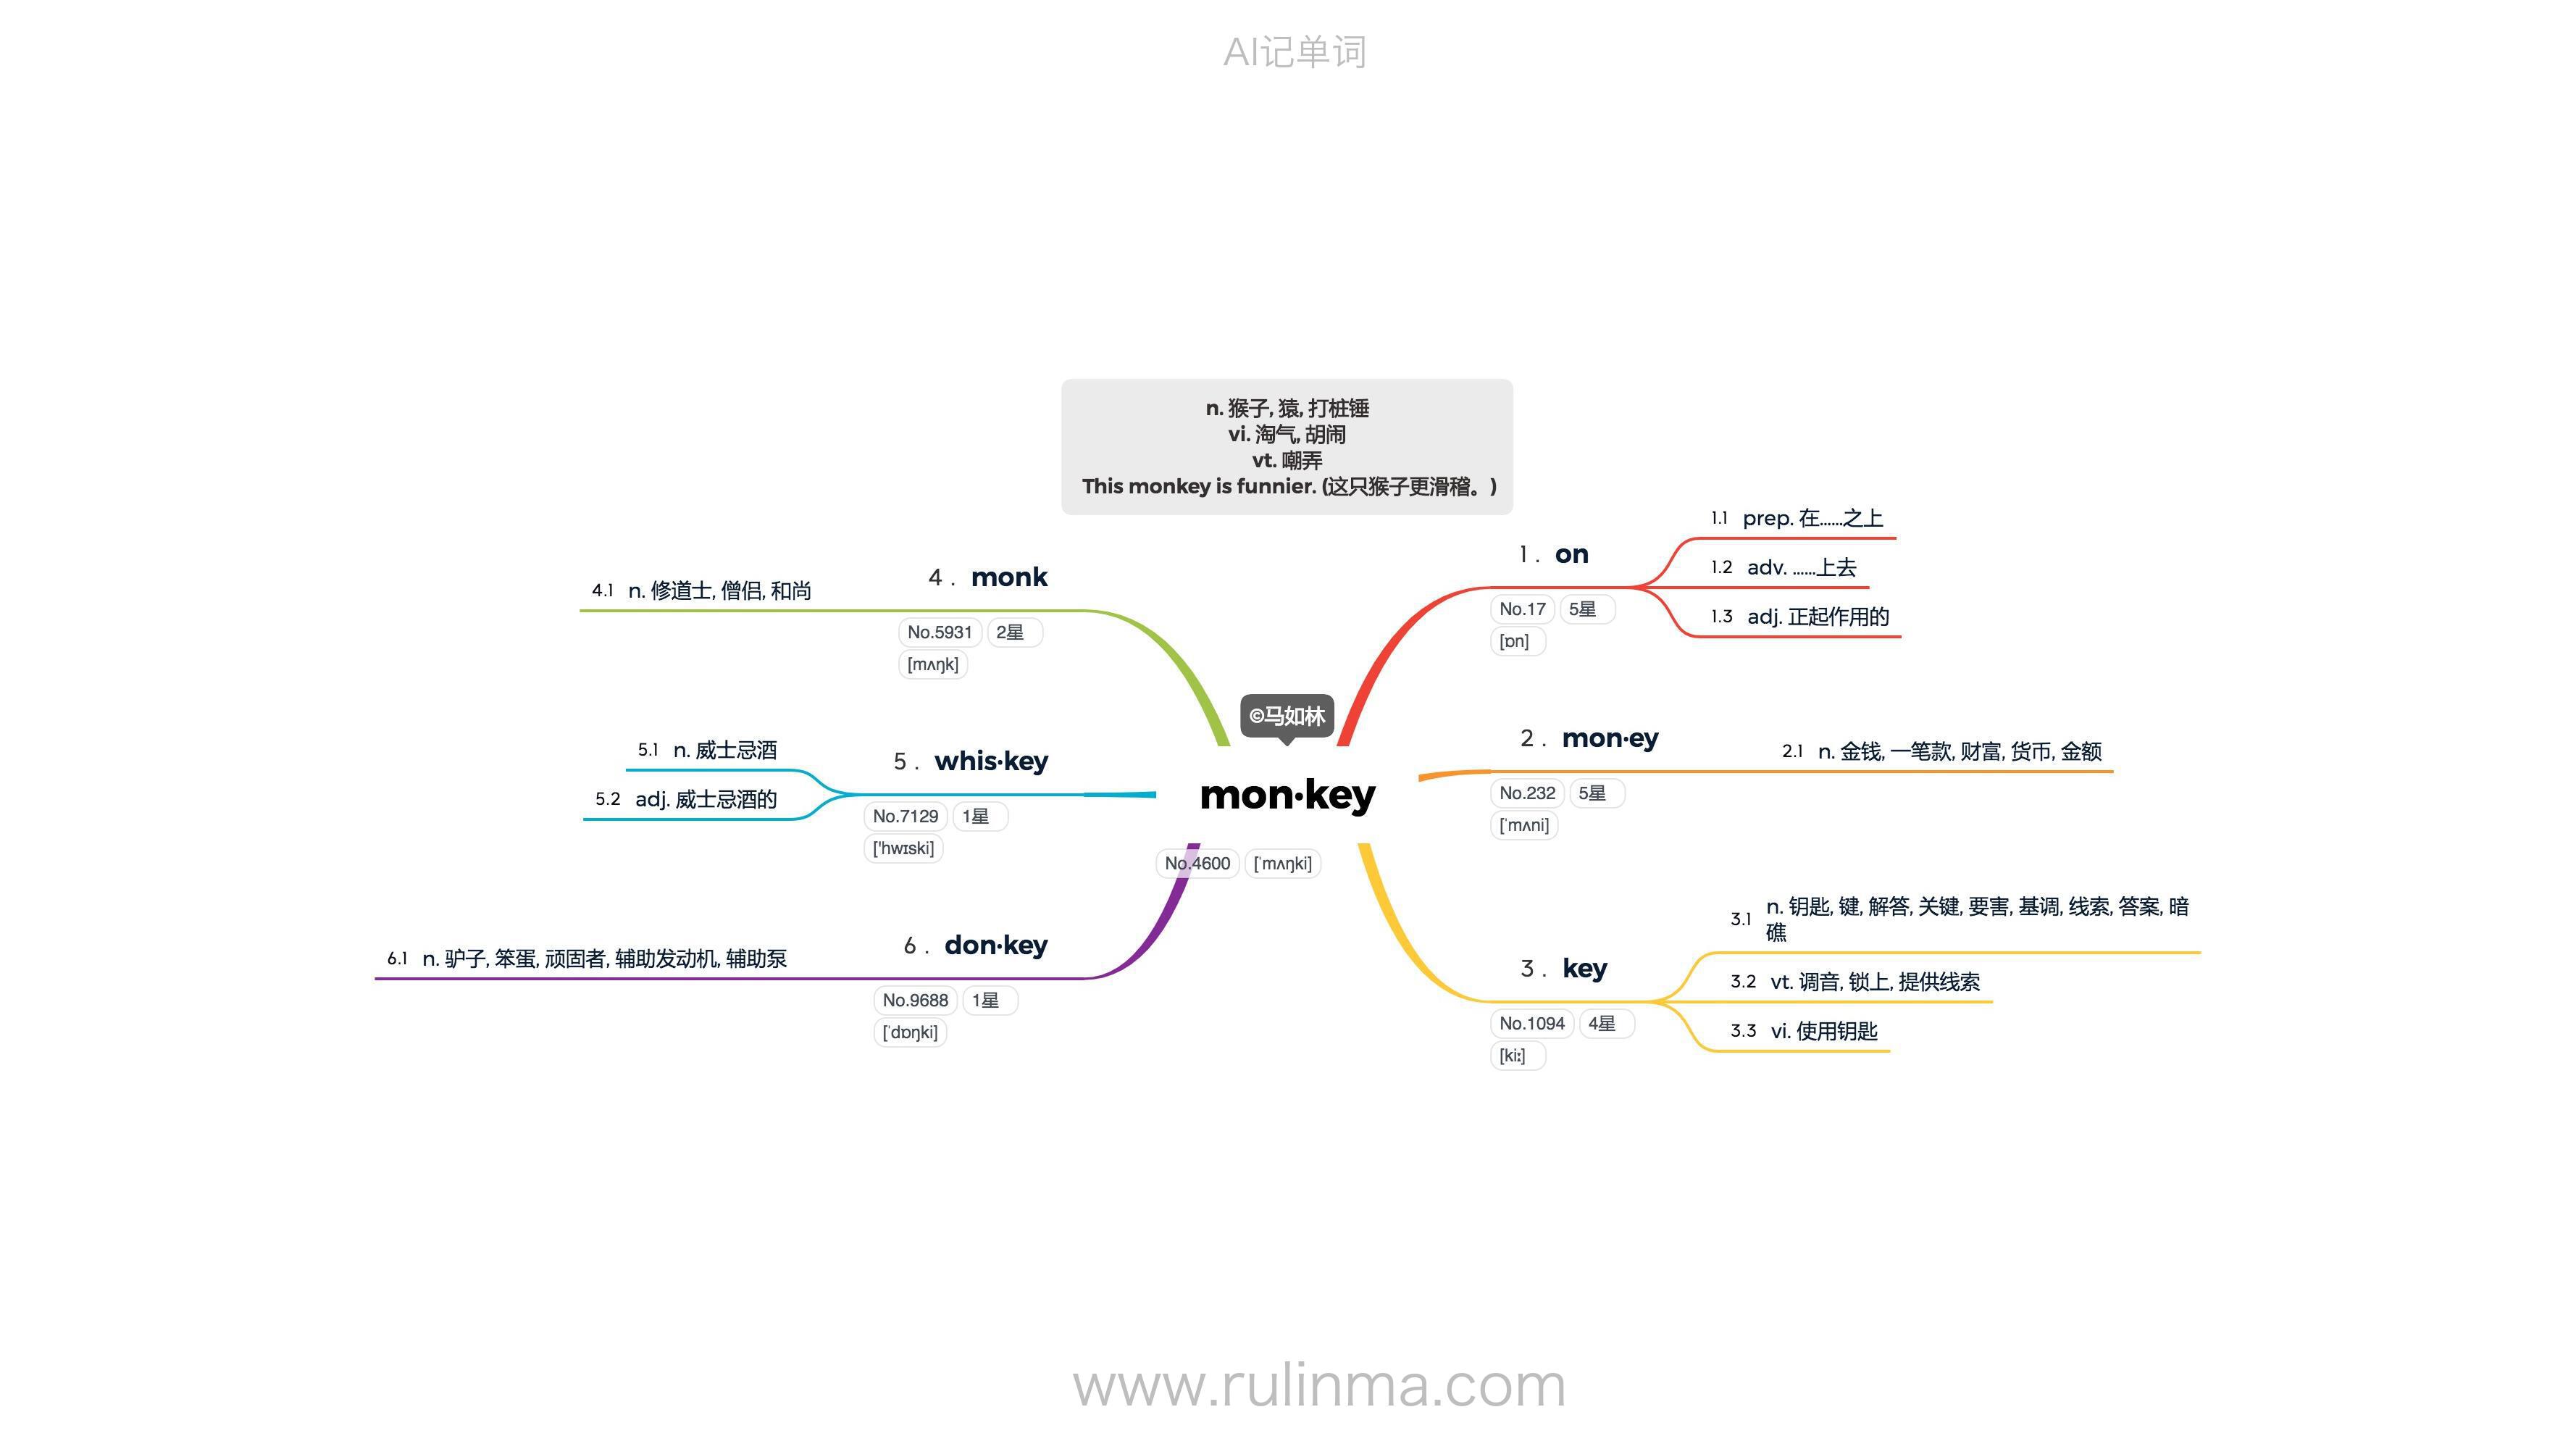 AI记单词
n. 猴子, 猿, 打桩锤
vi. 淘气, 胡闹
vt. 嘲弄
This monkey is funnier. (这只猴子更滑稽。)
©马如林
mon·key
No.4600 [ˈmʌŋki]
1 . on
No.17 5星
[ɒn]
1.1 prep. 在……之上
1.2 adv. ……上去
1.3 adj. 正起作用的
2 . mon·ey
No.232 5星
[ˈmʌni]
2.1 n. 金钱, 一笔款, 财富, 货币, 金额
3 . key
No.1094 4星
[kiː]
3.1 n. 钥匙, 键, 解答, 关键, 要害, 基调, 线索, 答案, 暗
礁
3.2 vt. 调音, 锁上, 提供线索
3.3 vi. 使用钥匙
4 . monk
No.5931 2星
[mʌŋk]
4.1 n. 修道士, 僧侣, 和尚
5 . whis·key
No.7129 1星
['hwɪski]
5.1 n. 威士忌酒
5.2 adj. 威士忌酒的
6 . don·key
No.9688 1星
[ˈdɒŋki]
6.1 n. 驴子, 笨蛋, 顽固者, 辅助发动机, 辅助泵
www.rulinma.com